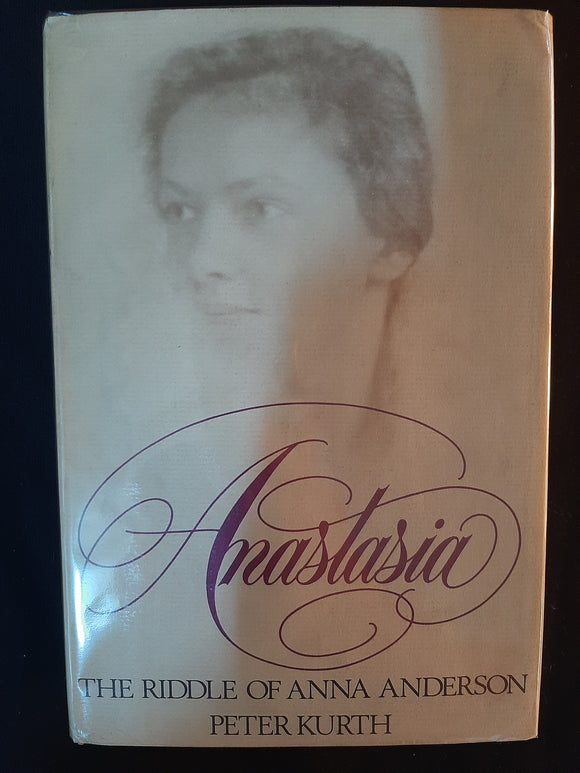 Anastasia
THE RIDDLE OF ANNA ANDERSON
PETER KURTH